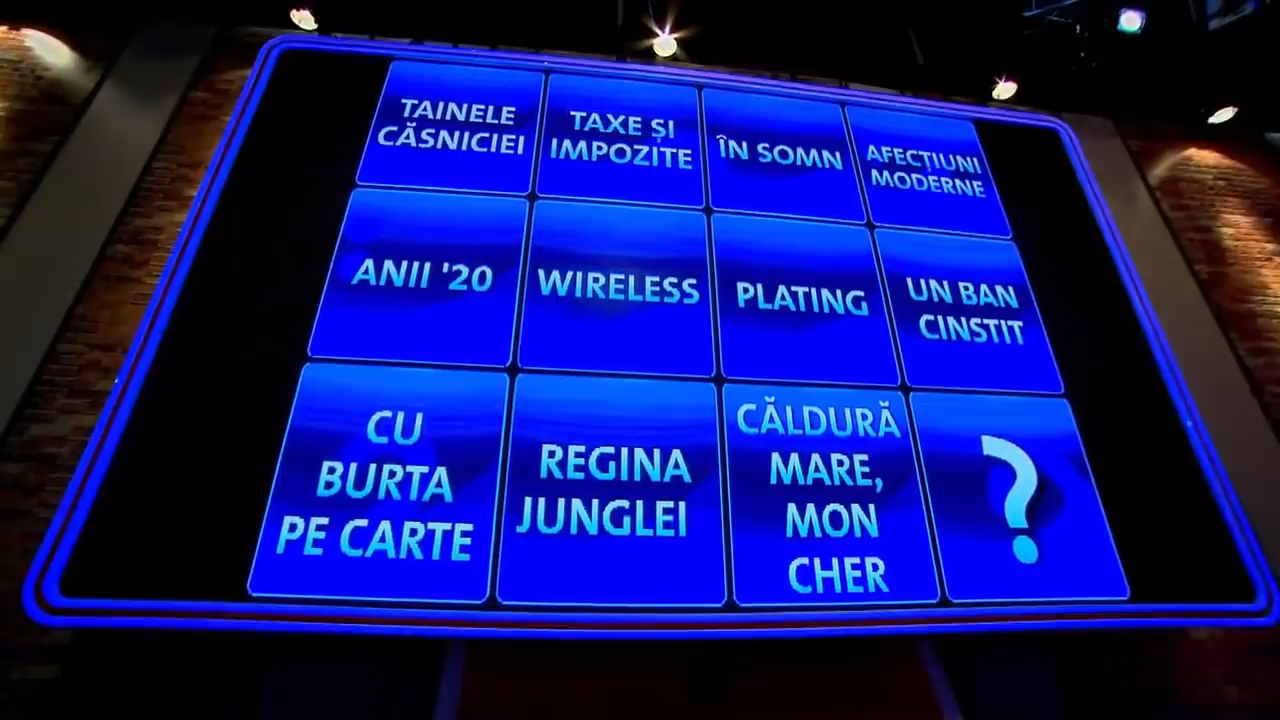 TAINELE
CĂSNICIEI
TAXE ȘI
IMPOZITE
ÎN SOMN
AFECȚIUNI
MODERNE
ANII '20
WIRELESS
PLATING
UN BAN
CINSTIT
CU
BURTA
PE CARTE
REGINA
JUNGLEI
CĂLDURĂ
MARE,
MON
CHER
?